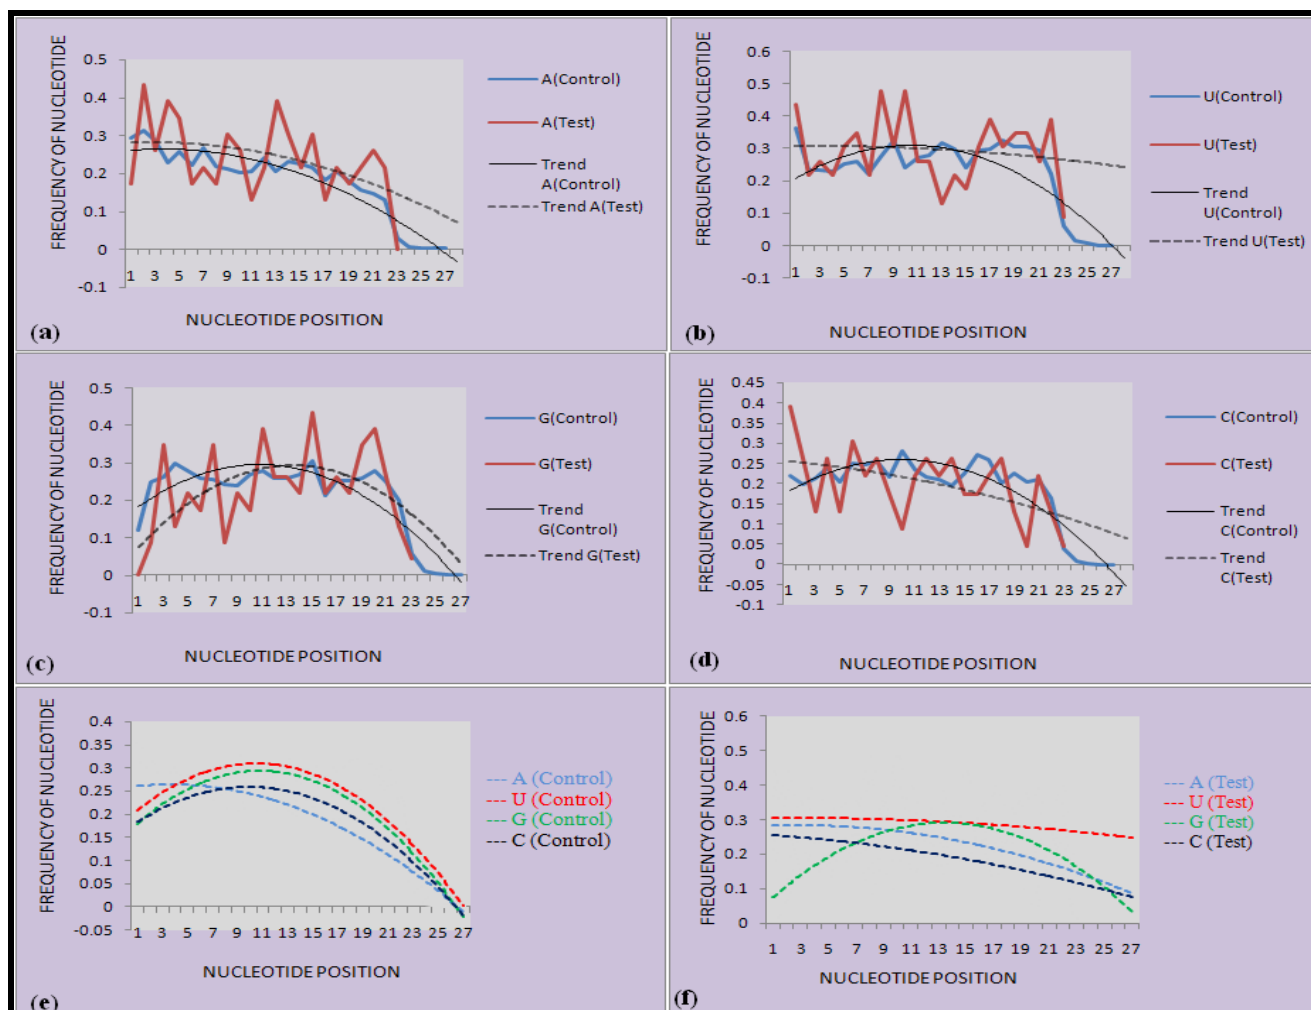 FREQUENCY OF NUCLEOTIDE
0.5
0.4
0.3
0.2
0.1
0
-0.1
1 3 5 7 9 11 13 15 17 19 21 23 25 27
NUCLEOTIDE POSITION
(a)
A(Control)
A(Test)
Trend
A(Control)
Trend A(Test)
FREQUENCY OF NUCLEOTIDE
0.6
0.5
0.4
0.3
0.2
0.1
0
-0.1
1 3 5 7 9 11 13 15 17 19 21 23 25 27
NUCLEOTIDE POSITION
(b)
U(Control)
U(Test)
Trend
U(Control)
Trend U(Test)
FREQUENCY OF NUCLEOTIDE
0.5
0.4
0.3
0.2
0.1
0
-0.1
1 3 5 7 9 11 13 15 17 19 21 23 25 27
NUCLEOTIDE POSITION
(c)
G(Control)
G(Test)
Trend
G(Control)
Trend G(Test)
FREQUENCY OF NUCLEOTIDE
0.45
0.4
0.35
0.3
0.25
0.2
0.15
0.1
0.05
0
-0.05
-0.1
1 3 5 7 9 11 13 15 17 19 21 23 25 27
NUCLEOTIDE POSITION
(d)
C(Control)
C(Test)
Trend
C(Control)
Trend
C(Test)
FREQUENCY OF NUCLEOTIDE
0.4
0.35
0.3
0.25
0.2
0.15
0.1
0.05
0
-0.05
1 3 5 7 9 11 13 15 17 19 21 23 25 27
NUCLEOTIDE POSITION
(e)
A (Control)
U (Control)
G (Control)
C (Control)
FREQUENCY OF NUCLEOTIDE
0.6
0.5
0.4
0.3
0.2
0.1
0
1 3 5 7 9 11 13 15 17 19 21 23 25 27
NUCLEOTIDE POSITION
(f)
A (Test)
U (Test)
G (Test)
C (Test)